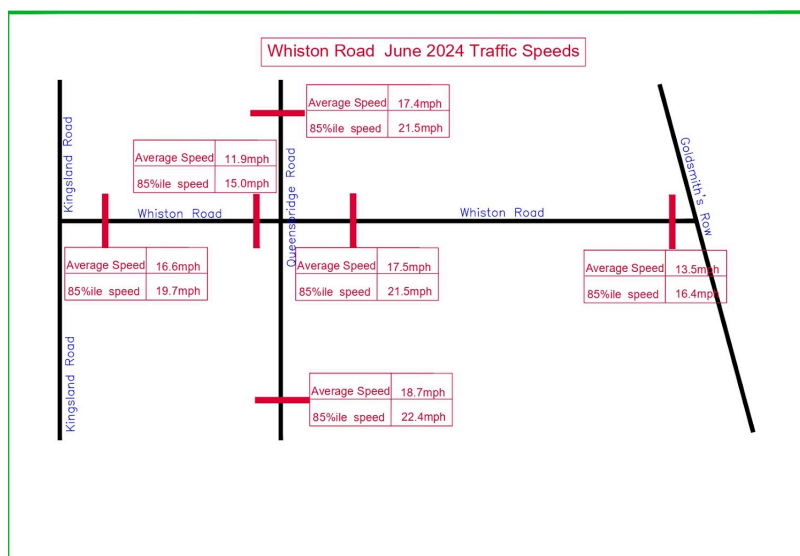 Whiston Road June 2024 Traffic Speeds
Average Speed 17.4mph
85%ile speed 21.5mph
Kingsland Road
Queensbridge Road
Goldsmith's Row
Average Speed 11.9mph
85%ile speed 15.0mph
Whiston Road
Whiston Road
Average Speed 16.6mph
85%ile speed 19.7mph
Average Speed 17.5mph
85%ile speed 21.5mph
Average Speed 13.5mph
85%ile speed 16.4mph
Kingsland Road
Average Speed 18.7mph
85%ile speed 22.4mph